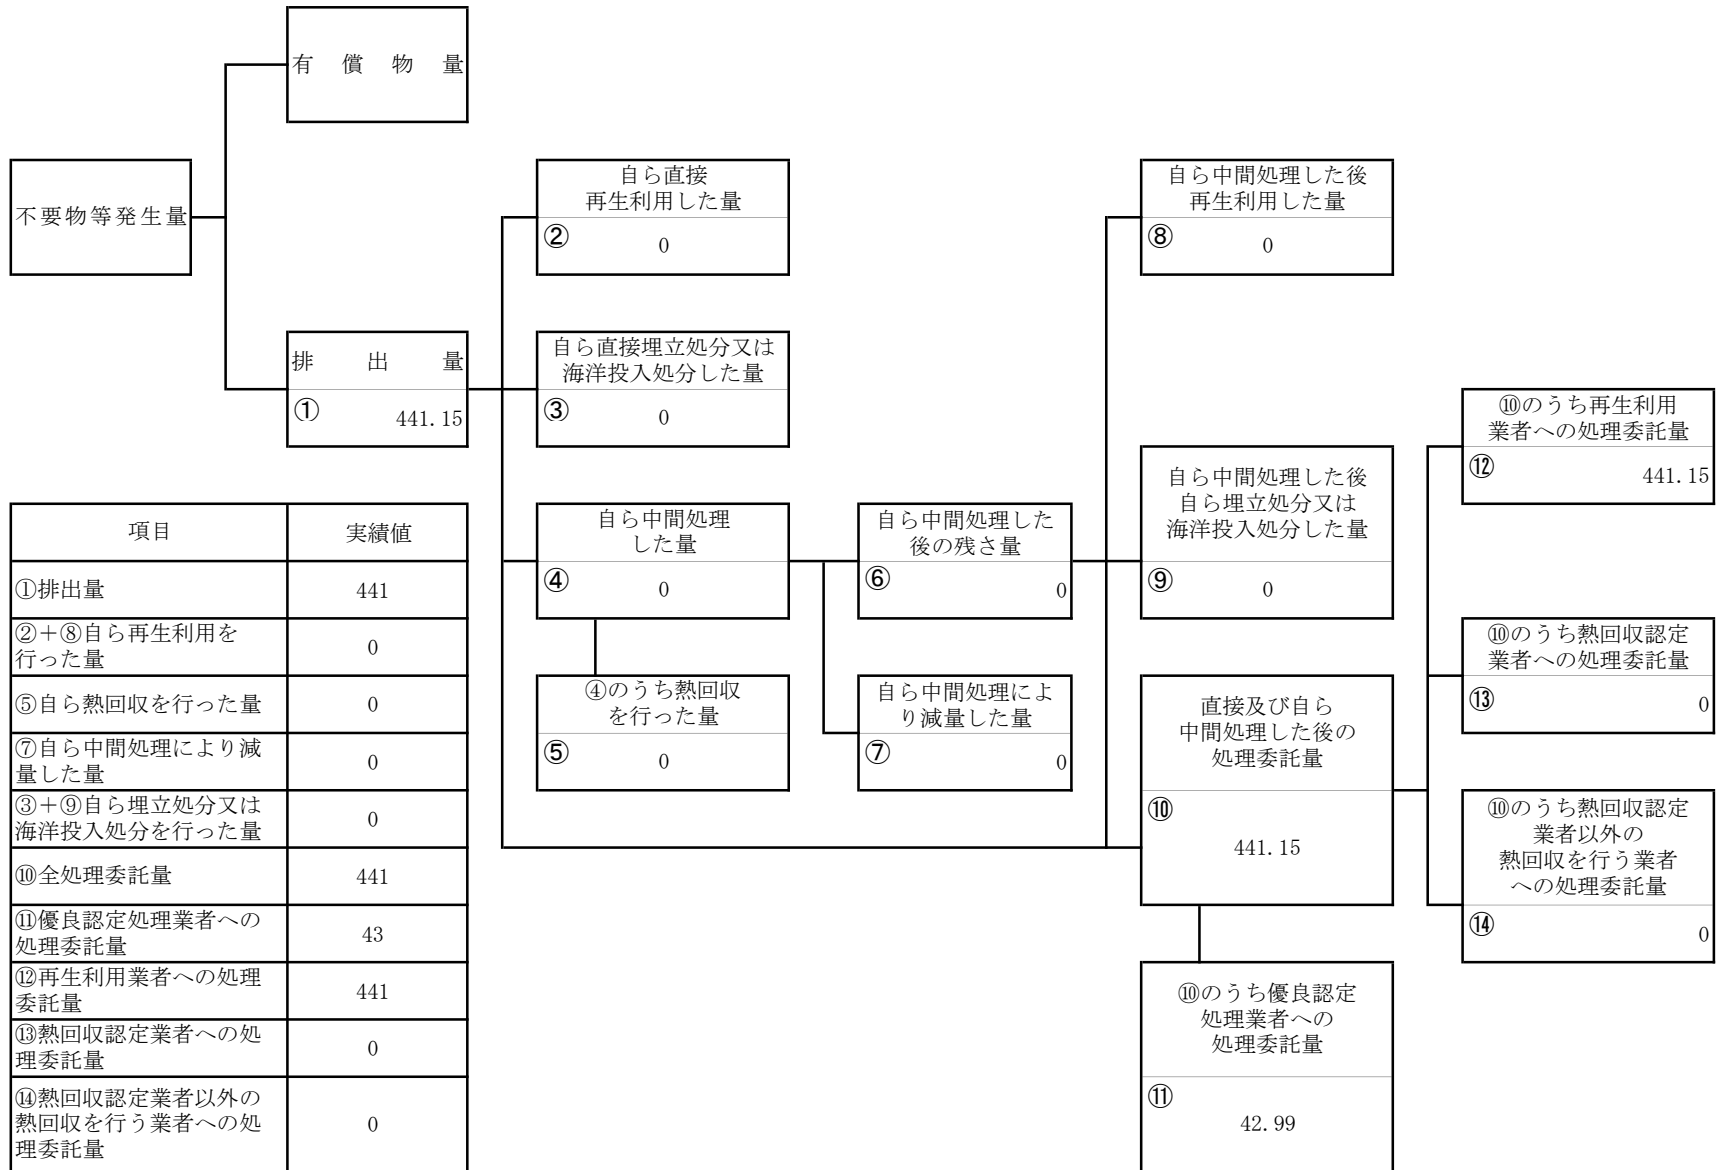 有償物量
不要物等発生量
排出量
① 441.15
自ら直接
再生利用した量
② 0
自ら直接埋立処分又は
海洋投入処分した量
③ 0
自ら中間処理
した量
④ 0
④のうち熱回収
を行った量
⑤ 0
自ら中間処理した
後の残さ量
⑥ 0
自ら中間処理によ
り減量した量
⑦ 0
自ら中間処理した後
再生利用した量
⑧ 0
自ら中間処理した後
自ら埋立処分又は
海洋投入処分した量
⑨ 0
直接及び自ら
中間処理した後の
処理委託量
⑩
441.15
⑩のうち優良認定
処理業者への
処理委託量
⑪
42.99
⑩のうち再生利用
業者への処理委託量
⑫ 441.15
⑩のうち熱回収認定
業者への処理委託量
⑬ 0
⑩のうち熱回収認定
業者以外の
熱回収を行う業者
への処理委託量
⑭ 0
項目 実績値
①排出量 441
②+⑧自ら再生利用を
行った量 0
⑤自ら熱回収を行った量 0
⑦自ら中間処理により減
量した量 0
③+⑨自ら埋立処分又は
海洋投入処分を行った量 0
⑩全処理委託量 441
⑪優良認定処理業者への
処理委託量 43
⑫再生利用業者への処理
委託量 441
⑬熱回収認定業者への処
理委託量 0
⑭熱回収認定業者以外の
熱回収を行う業者への処
理委託量 0